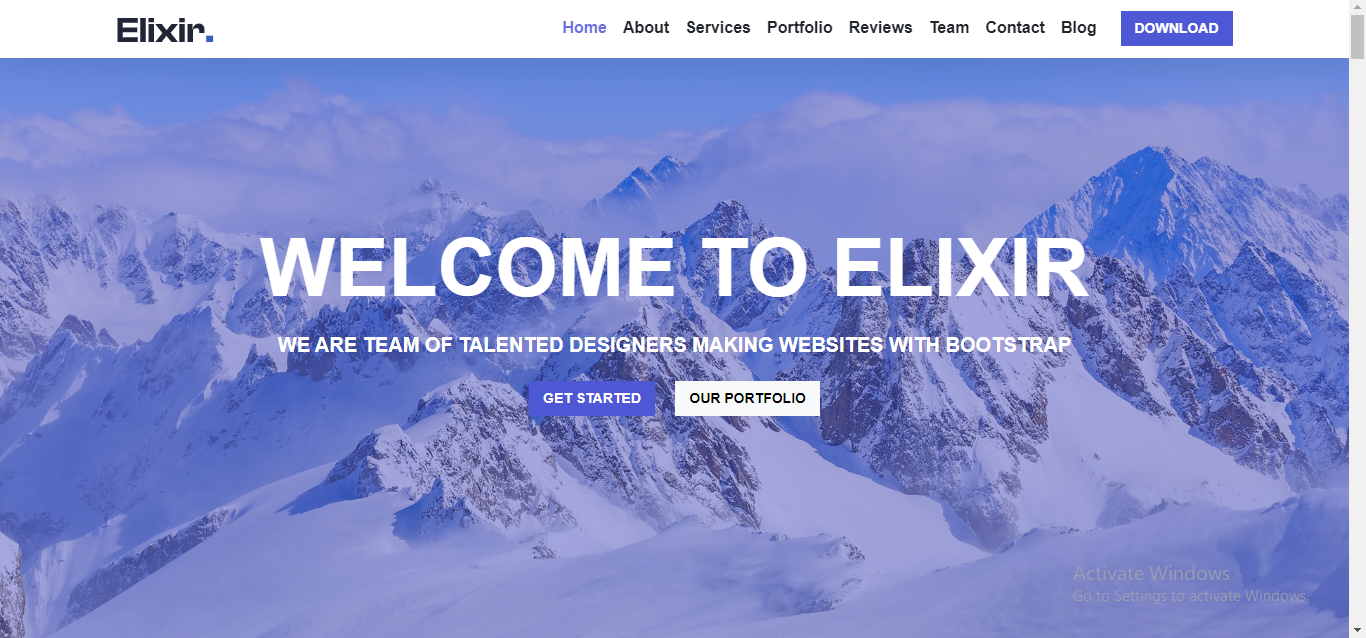 Elixir.
Home About Services Portfolio Reviews Team Contact Blog DOWNLOAD
WELCOME TO ELIXIR
WE ARE TEAM OF TALENTED DESIGNERS MAKING WEBSITES WITH BOOTSTRAP
GET STARTED OUR PORTFOLIO
Activate Windows
Go to Settings to activate Windows.